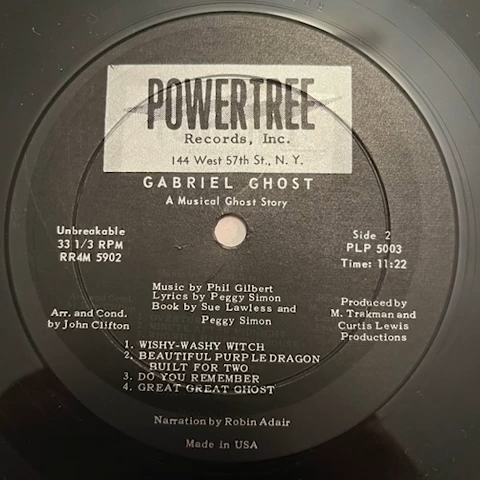 POWERTREE
Records, Inc.
144 West 57th St., N. Y.
GABRIEL GHOST
A Musical Ghost Story
Unbreakable
33 1/3 RPM
RR4M 5902
Side 2
PLP 5003
Time: 11:22
Music by Phil Gilbert
Lyrics by Peggy Simon
Book by Sue Lawless and
Peggy Simon
Arr. and Cond.
by John Clifton
Produced by
M. Trakman and
Curtis Lewis
Productions
1. WISHY-WASHY WITCH
2. BEAUTIFUL PURPLE DRAGON
BUILT FOR TWO
3. DO YOU REMEMBER
4. GREAT GREAT GHOST
Narration by Robin Adair
Made in USA